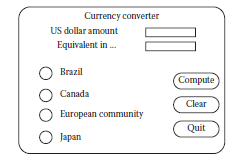 Currency converter
US dollar amount
Equivalent in ...
Brazil
Canada
European community
Japan
Compute
Clear
Quit